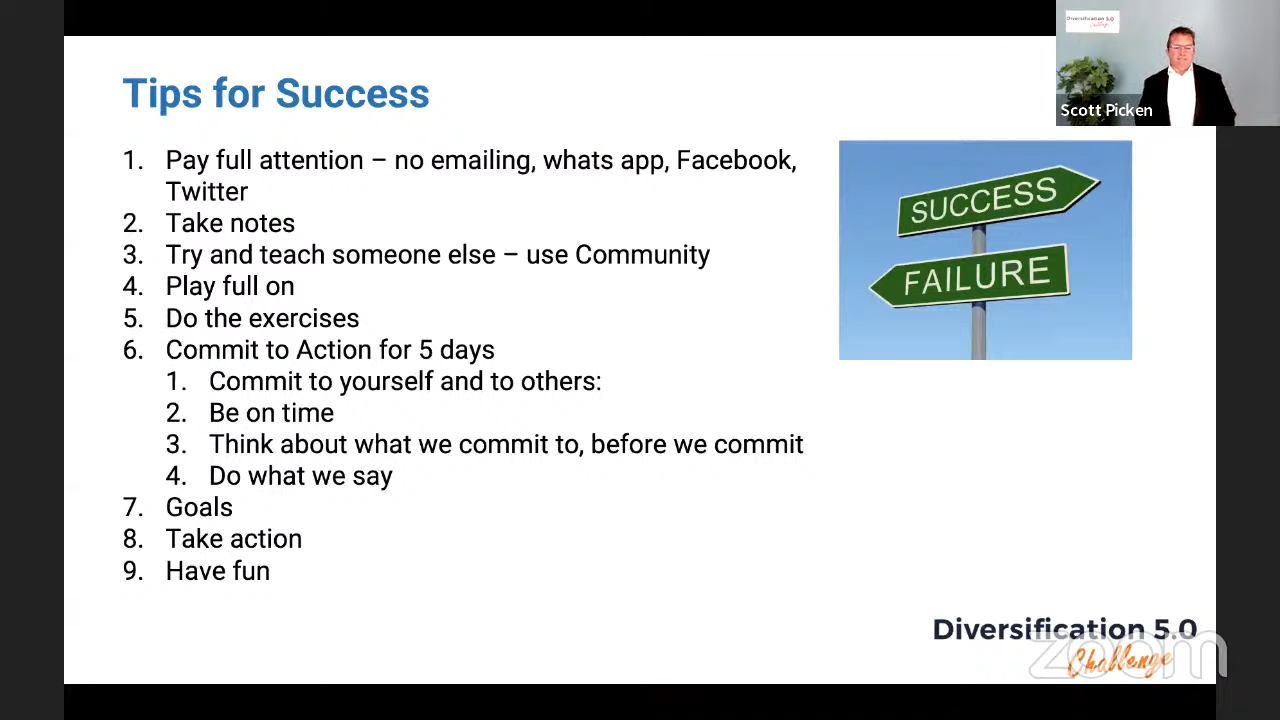 Diversification 5.0
Challenge
Scott Picken
Tips for Success
1. Pay full attention – no emailing, whats app, Facebook,
Twitter
2. Take notes
3. Try and teach someone else – use Community
4. Play full on
5. Do the exercises
6. Commit to Action for 5 days
1. Commit to yourself and to others:
2. Be on time
3. Think about what we commit to, before we commit
4. Do what we say
7. Goals
8. Take action
9. Have fun
SUCCESS
FAILURE
Diversification 5.0
Challenge
zoom